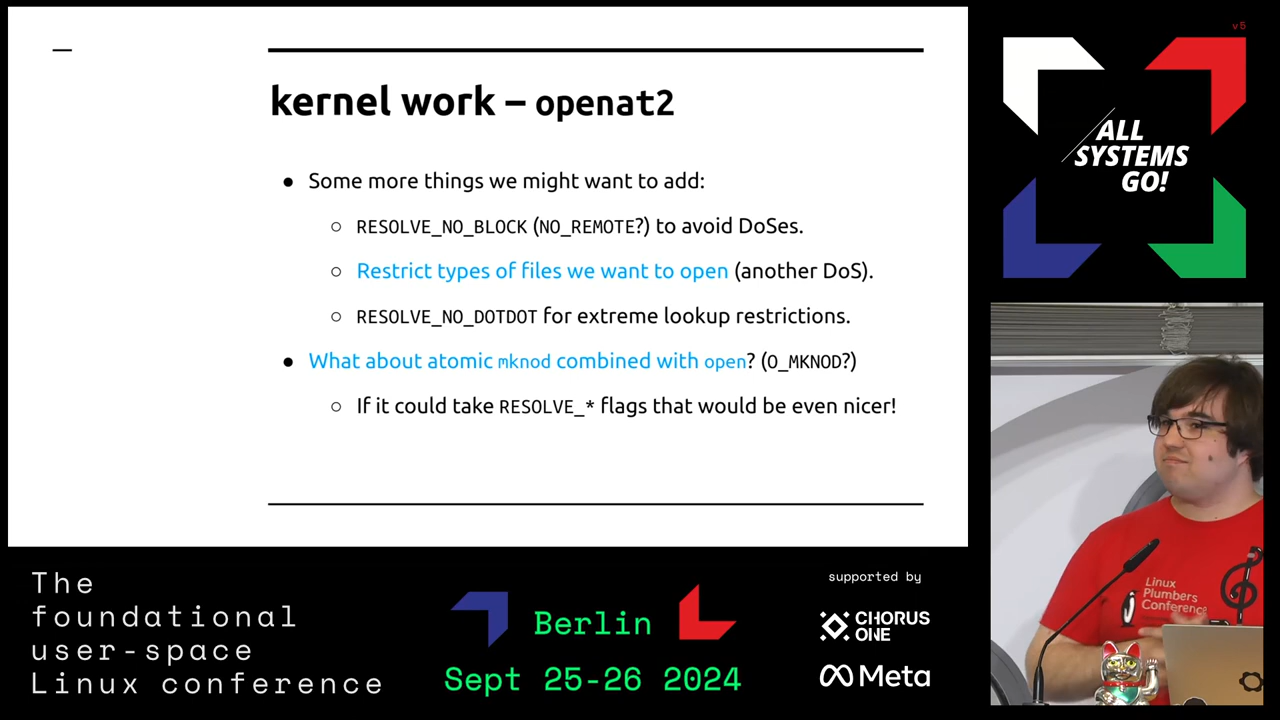 kernel work – openat2
● Some more things we might want to add:
○ RESOLVE_NO_BLOCK (NO_REMOTE?) to avoid DoSes.
○ Restrict types of files we want to open (another DoS).
○ RESOLVE_NO_DOTDOT for extreme lookup restrictions.
● What about atomic mknod combined with open? (O_MKNOD?)
○ If it could take RESOLVE_* flags that would be even nicer!
v5
ALL
SYSTEMS
GO!
Linux
Plumbers
Conference
The
foundational
user-space
Linux conference
Berlin
Sept 25-26 2024
supported by
CHORUS
ONE
Meta